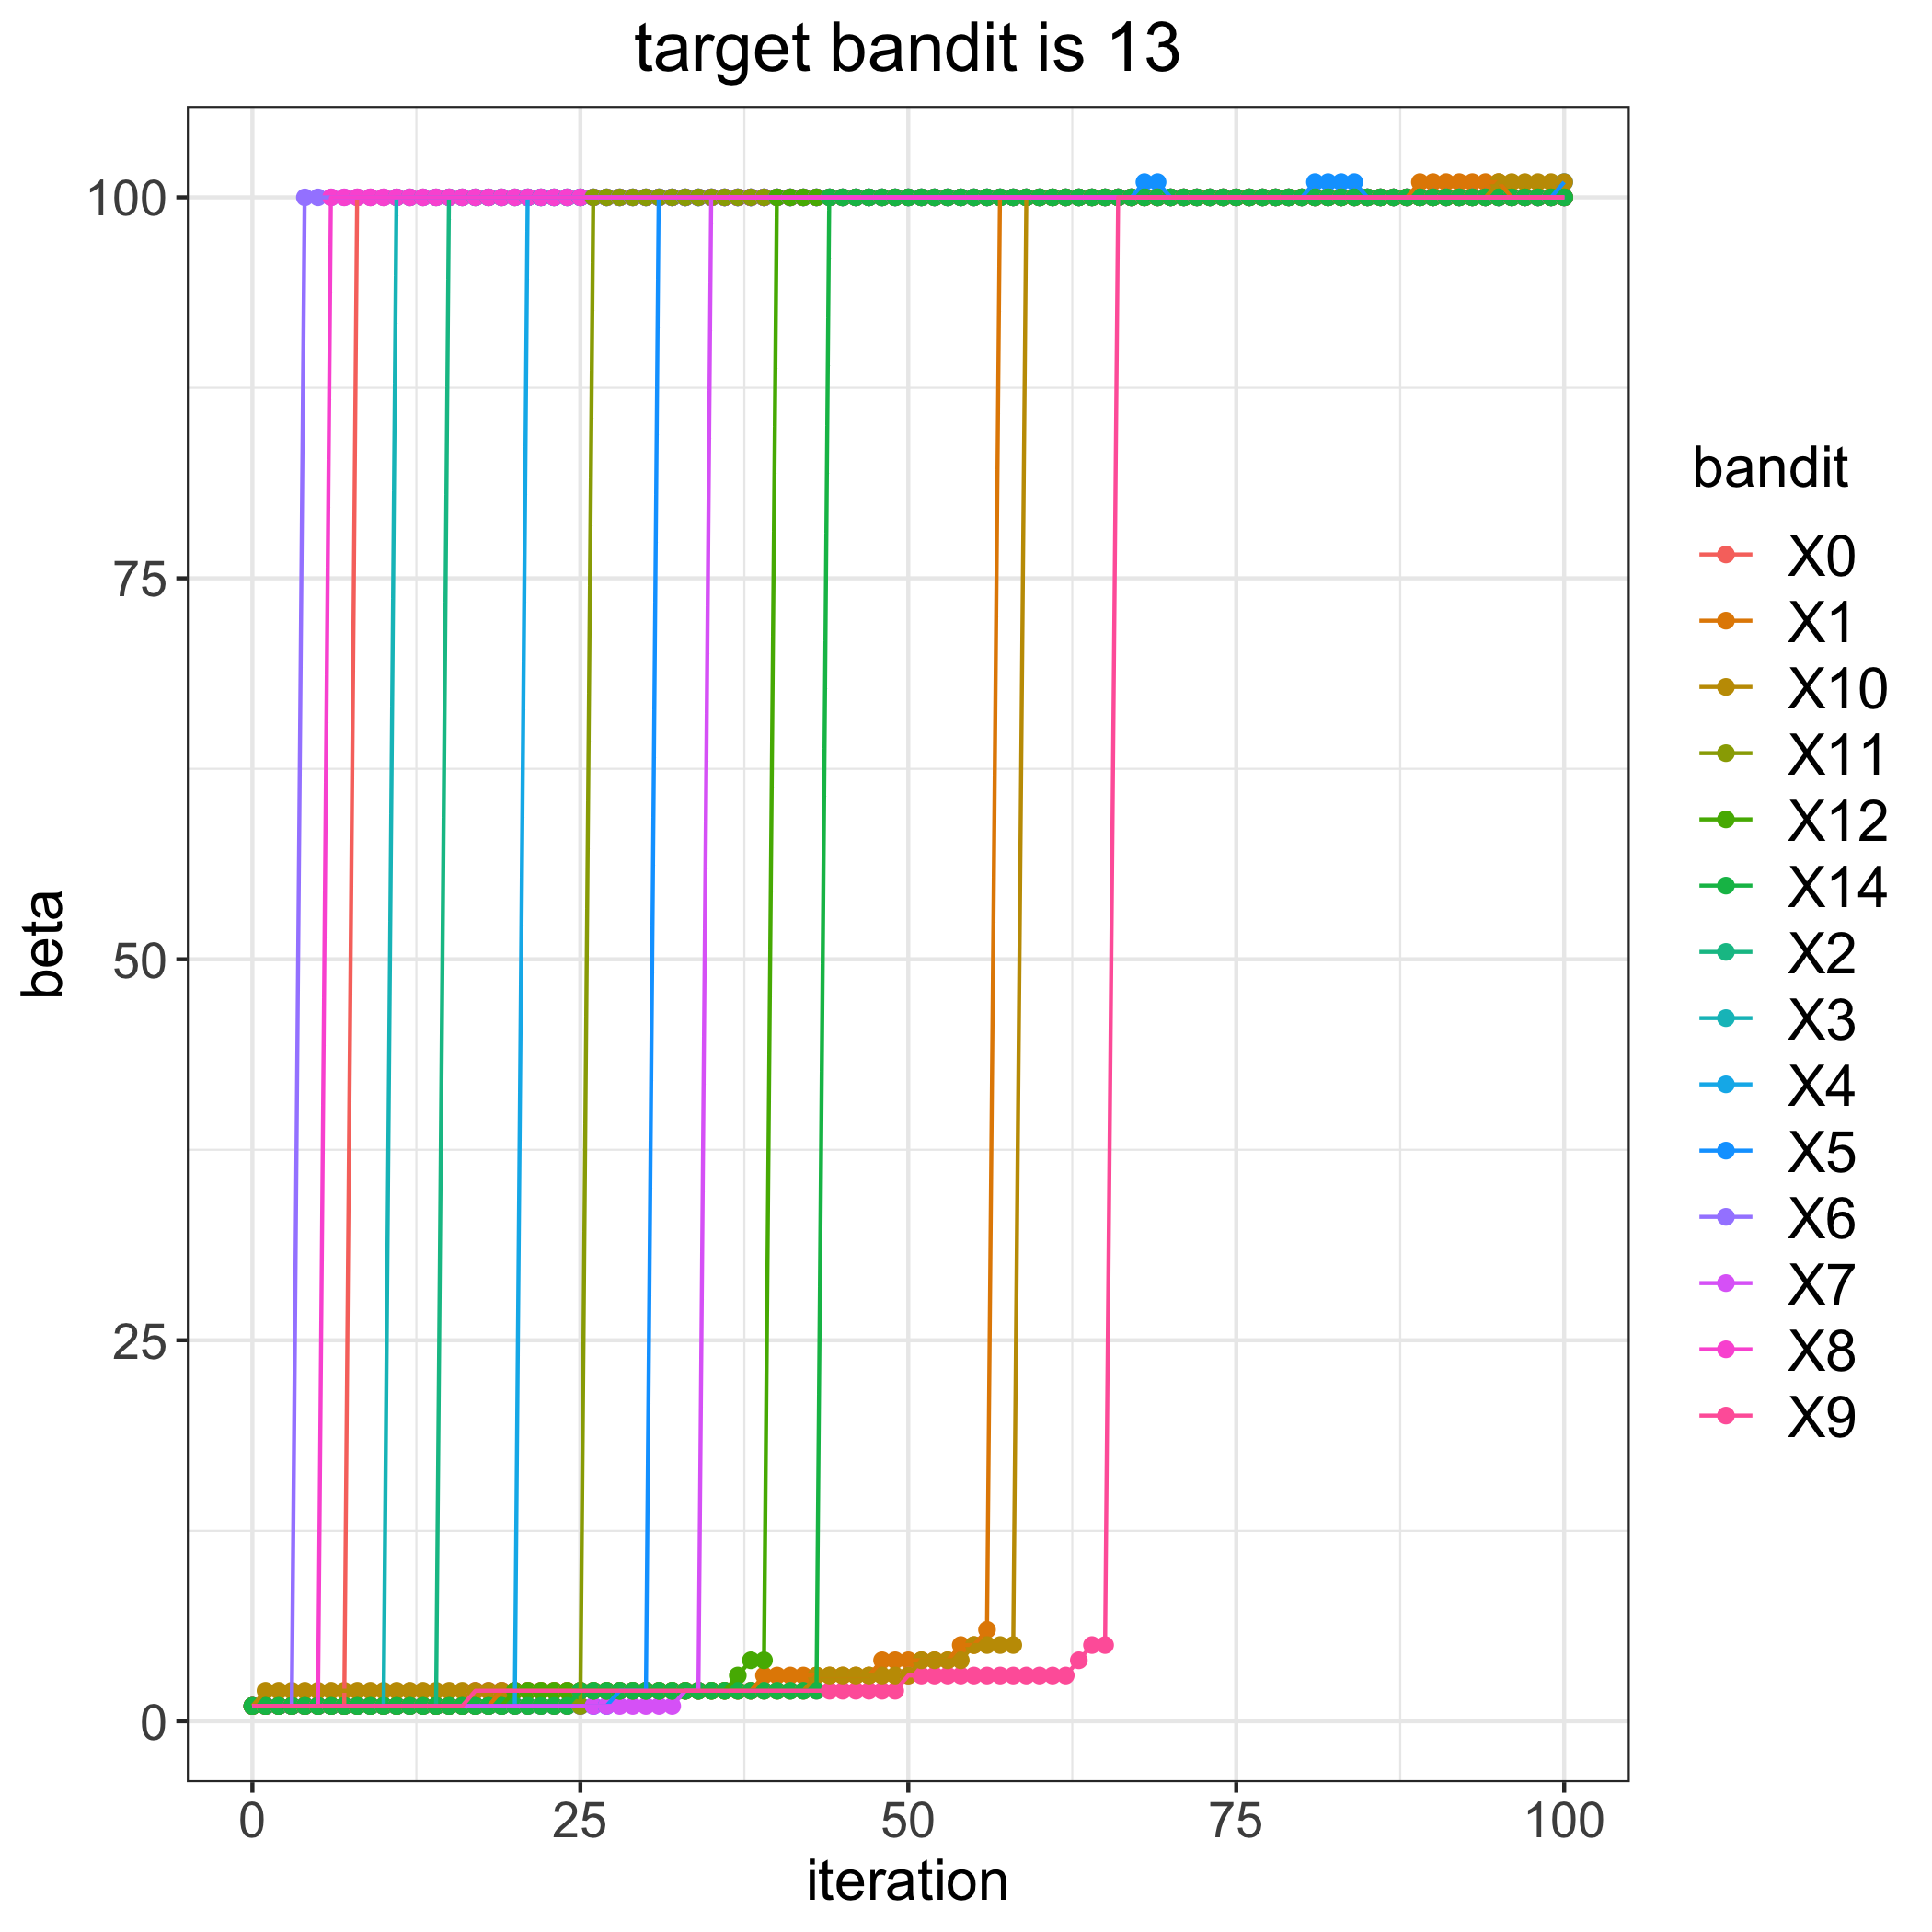 target bandit is 13
100
75
50
25
0
beta
0 25 50 75 100
iteration
bandit
X0
X1
X10
X11
X12
X14
X2
X3
X4
X5
X6
X7
X8
X9